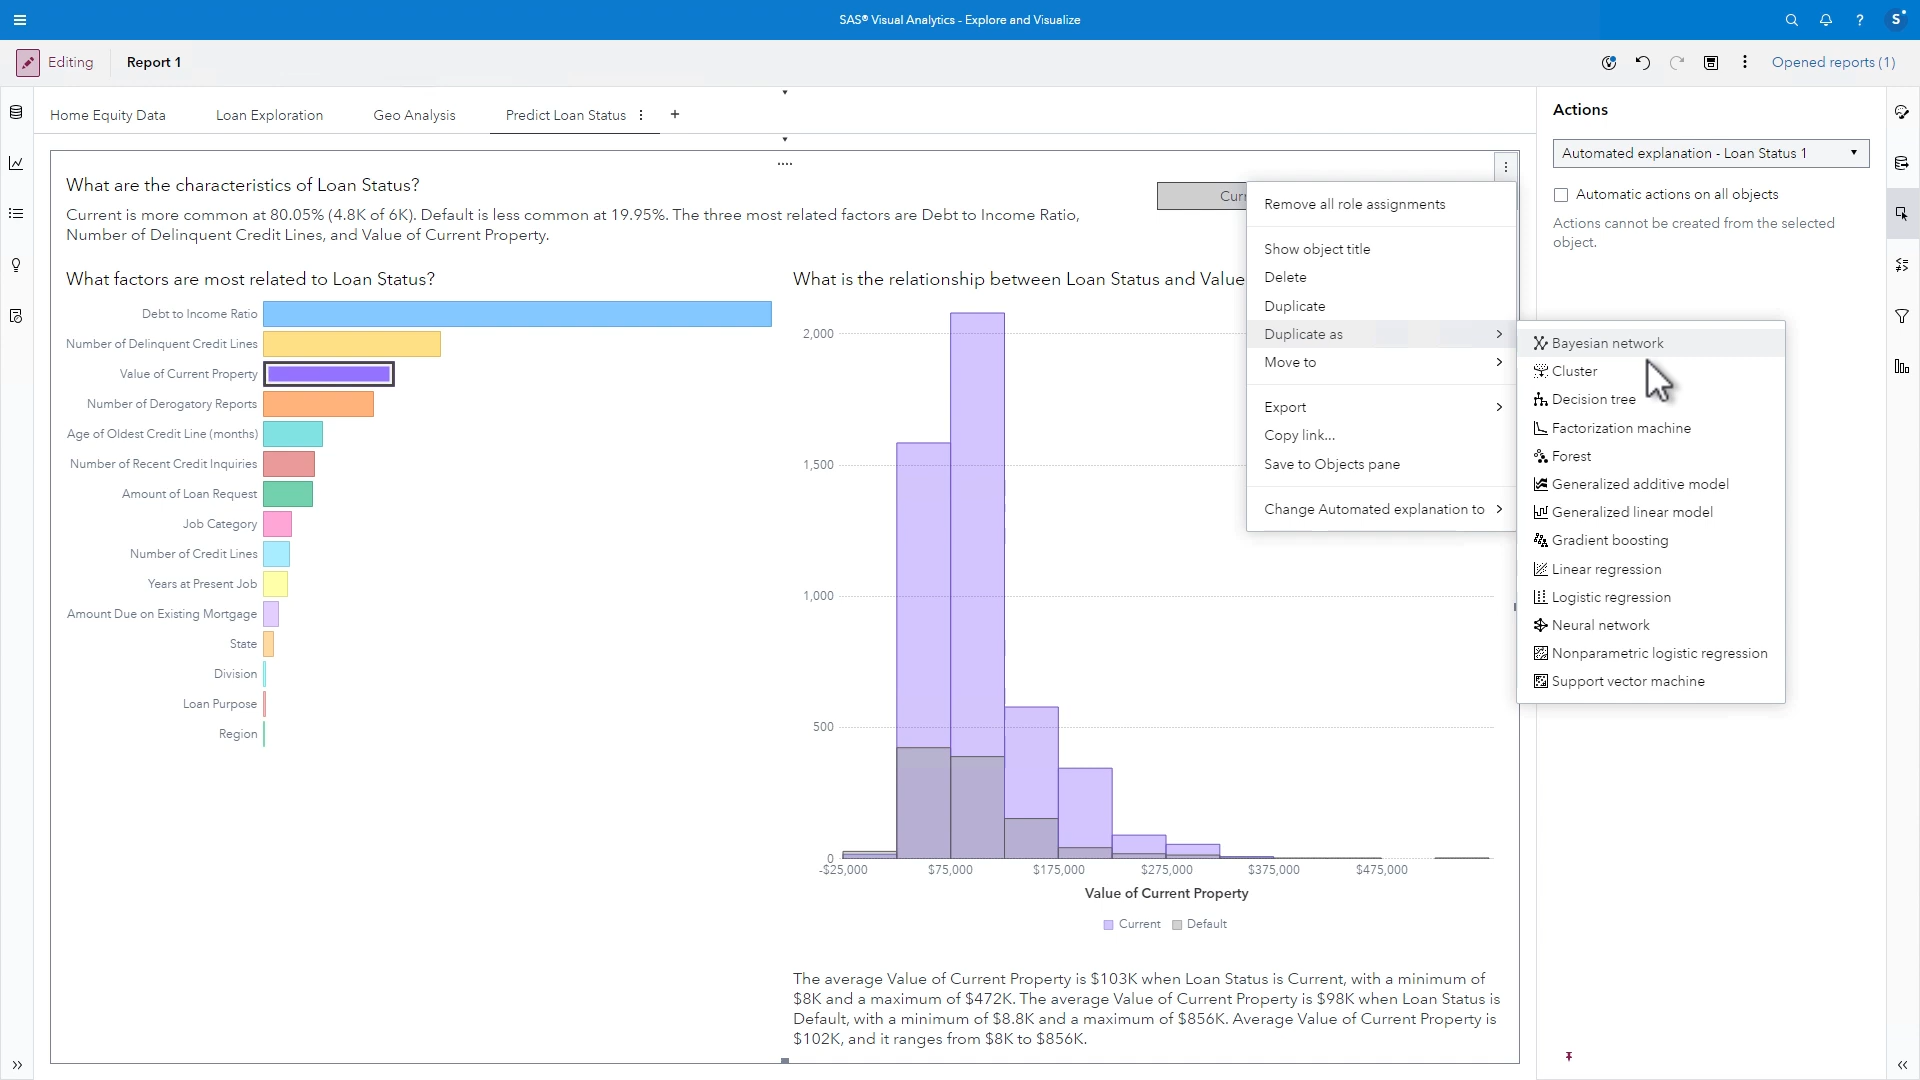 SAS® Visual Analytics - Explore and Visualize
?
S
Editing
Report 1
Opened reports (1)
Home Equity Data
Loan Exploration
Geo Analysis
Predict Loan Status
+
Actions
Automated explanation - Loan Status 1
Automatic actions on all objects
Actions cannot be created from the selected
object.
What are the characteristics of Loan Status?
Current is more common at 80.05% (4.8K of 6K). Default is less common at 19.95%. The three most related factors are Debt to Income Ratio,
Number of Delinquent Credit Lines, and Value of Current Property.
Remove all role assignments
Show object title
Delete
Duplicate
Duplicate as
Move to
Export
Copy link...
Save to Objects pane
Change Automated explanation to
Bayesian network
Cluster
Decision tree
Factorization machine
Forest
Generalized additive model
Generalized linear model
Gradient boosting
Linear regression
Logistic regression
Neural network
Nonparametric logistic regression
Support vector machine
What factors are most related to Loan Status?
Debt to Income Ratio
Number of Delinquent Credit Lines
Value of Current Property
Number of Derogatory Reports
Age of Oldest Credit Line (months)
Number of Recent Credit Inquiries
Amount of Loan Request
Job Category
Number of Credit Lines
Years at Present Job
Amount Due on Existing Mortgage
State
Division
Loan Purpose
Region
What is the relationship between Loan Status and Value
2,000
1,500
1,000
500
0
-$25,000
$75,000
$175,000
$275,000
$375,000
$475,000
Value of Current Property
Current
Default
The average Value of Current Property is $103K when Loan Status is Current, with a minimum of
$8K and a maximum of $472K. The average Value of Current Property is $98K when Loan Status is
Default, with a minimum of $8.8K and a maximum of $856K. Average Value of Current Property is
$102K, and it ranges from $8K to $856K.